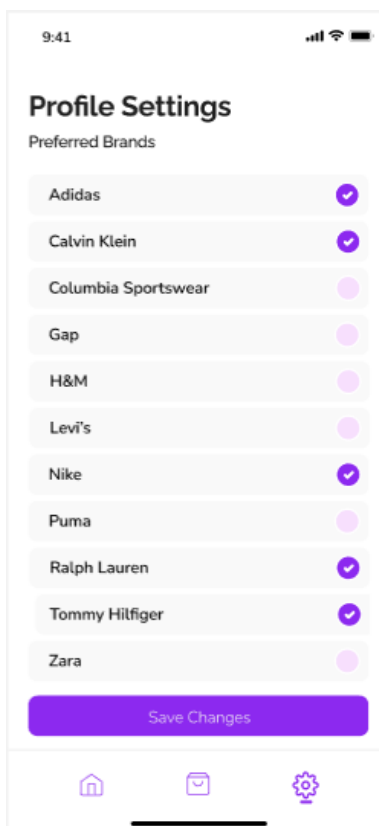 9:41
Profile Settings
Preferred Brands
Adidas
Calvin Klein
Columbia Sportswear
Gap
H&M
Levi's
Nike
Puma
Ralph Lauren
Tommy Hilfiger
Zara
Save Changes